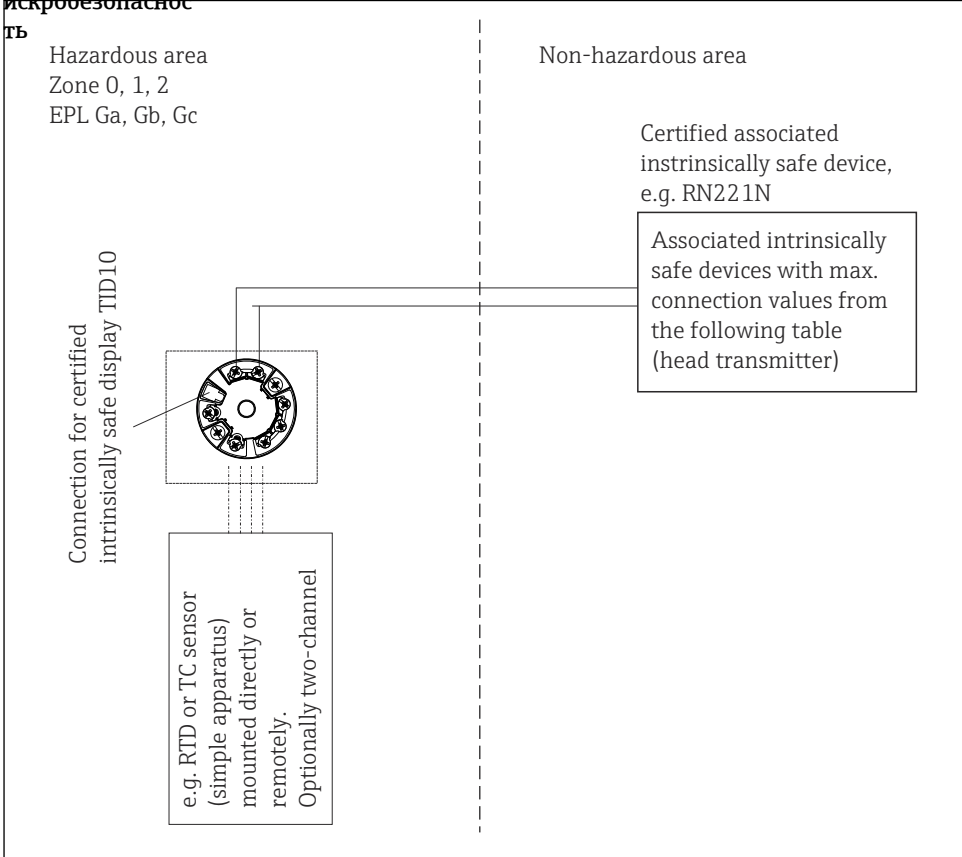 искробезопаснос
ть
Hazardous area
Zone 0, 1, 2
EPL Ga, Gb, Gc
Non-hazardous area
Certified associated
instrinsically safe device,
e.g. RN221N
Associated intrinsically
safe devices with max.
connection values from
the following table
(head transmitter)
Connection for certified
intrinsically safe display TID10
e.g. RTD or TC sensor
(simple apparatus)
mounted directly or
remotely.
Optionally two-channel